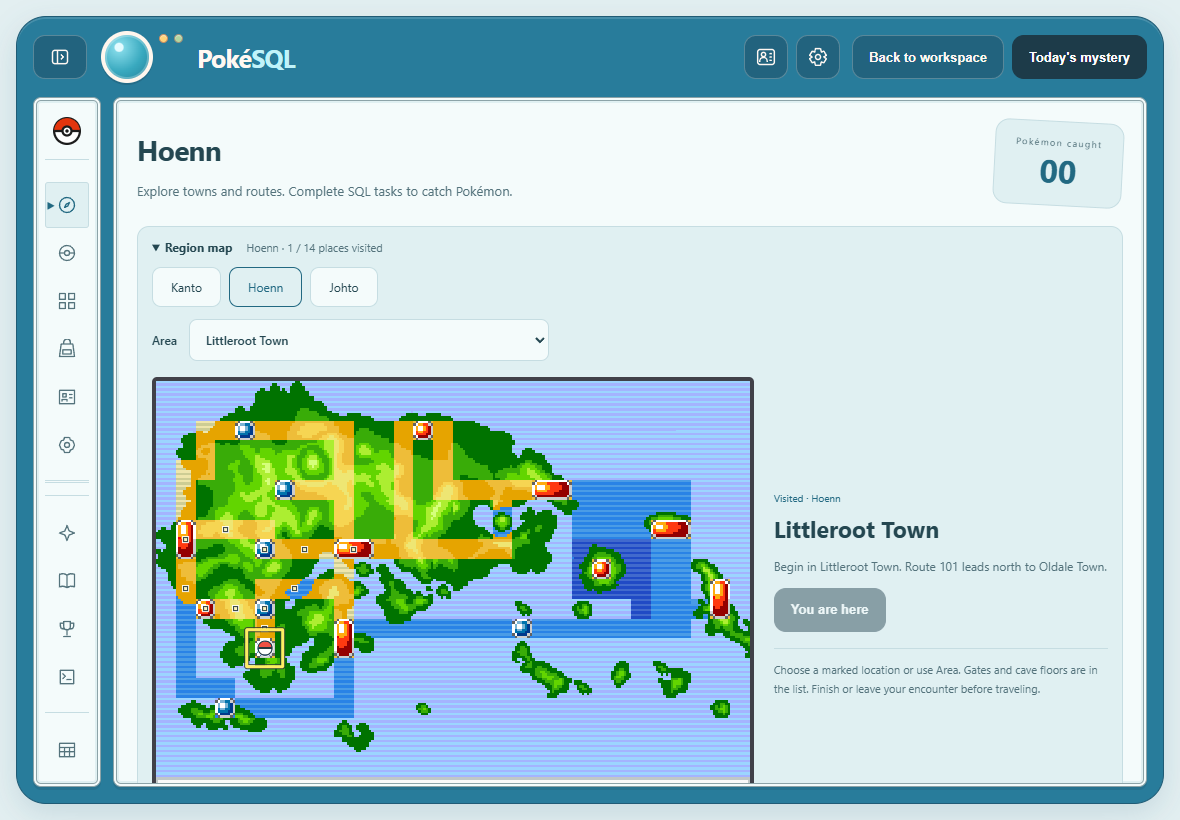 PokéSQL
Back to workspace
Today's mystery
Hoenn
Explore towns and routes. Complete SQL tasks to catch Pokémon.
Pokémon caught
00
▼ Region map Hoenn · 1 / 14 places visited
Kanto
Hoenn
Johto
Area
Littleroot Town
Visited · Hoenn
Littleroot Town
Begin in Littleroot Town. Route 101 leads north to Oldale Town.
You are here
Choose a marked location or use Area. Gates and cave floors are in
the list. Finish or leave your encounter before traveling.